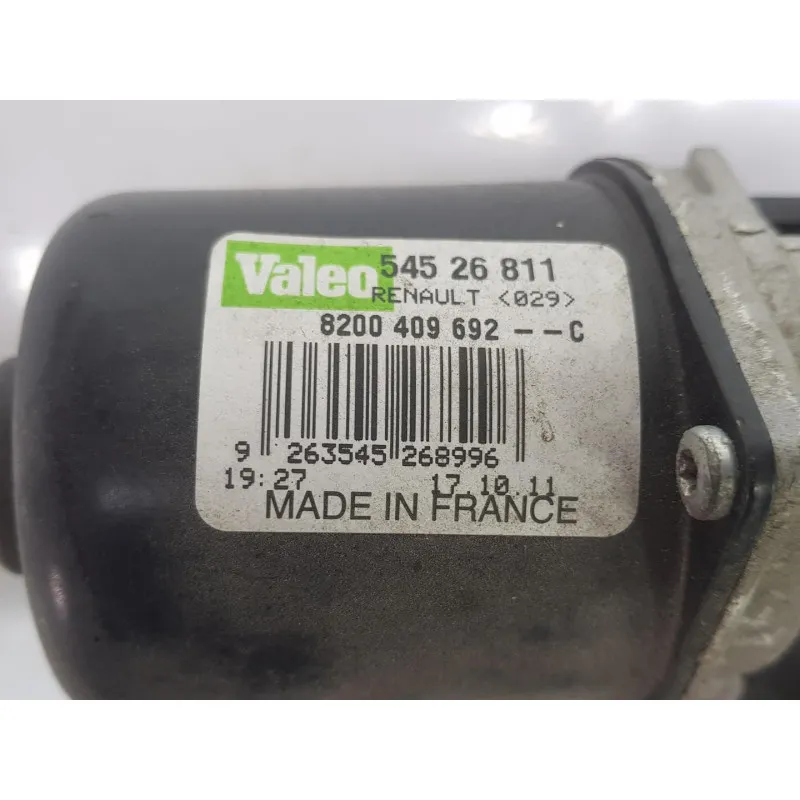 Valeo 545 26 811
RENAULT <029>
8200 409 692 -- C
9 263545 268996
19:27 17.10.11
MADE IN FRANCE